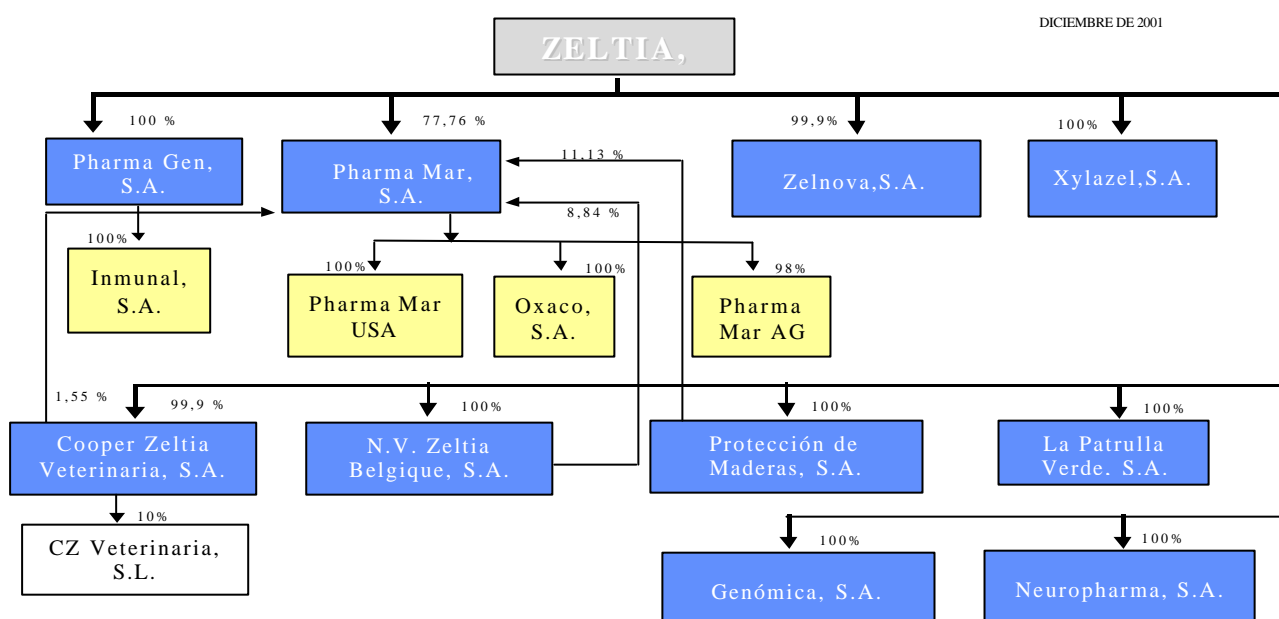 DICIEMBRE DE 2001
ZELTIA,
100 %
77,76 %
99,9%
100%
Pharma Gen,
S.A.
Pharma Mar,
S.A.
11,13 %
Zelnova,S.A.
Xylazel,S.A.
8,84 %
100%
Inmunal,
S.A.
100%
Pharma Mar
USA
100%
Oxaco,
S.A.
98%
Pharma
Mar AG
1,55 %
99,9 %
100%
100%
100%
Cooper Zeltia
Veterinaria, S.A.
N.V. Zeltia
Belgique, S.A.
Protección de
Maderas, S.A.
La Patrulla
Verde. S.A.
10%
CZ Veterinaria,
S.L.
100%
100%
Genómica, S.A.
Neuropharma, S.A.